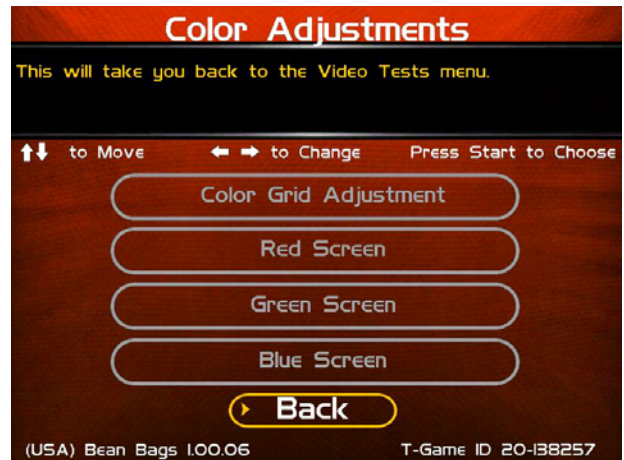 Color Adjustments
This will take you back to the Video Tests menu.
⬆⬇ to Move ⬅ ➡ to Change Press Start to Choose
Color Grid Adjustment
Red Screen
Green Screen
Blue Screen
Back
(USA) Bean Bags 1.00.06 T-Game ID 20-138257